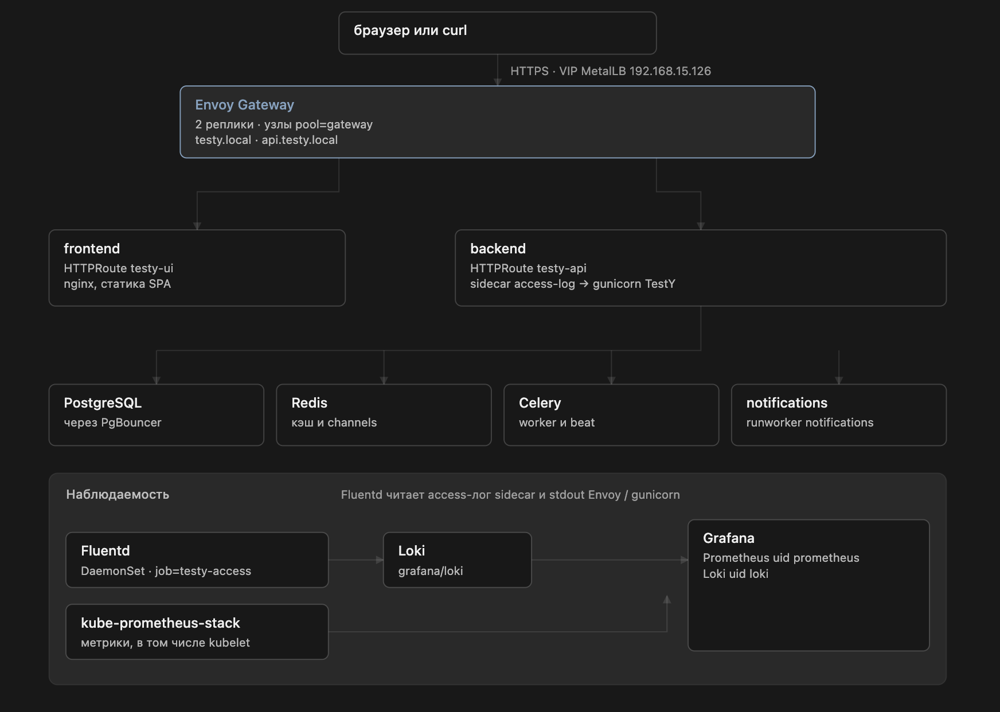 браузер или curl
HTTPS · VIP MetalLB 192.168.15.126
Envoy Gateway
2 реплики · узлы pool=gateway
testy.local · api.testy.local
frontend
HTTPRoute testy-ui
nginx, статика SPA
backend
HTTPRoute testy-api
sidecar access-log → gunicorn TestY
PostgreSQL
через PgBouncer
Redis
кэш и channels
Celery
worker и beat
notifications
runworker notifications
Наблюдаемость
Fluentd читает access-лог sidecar и stdout Envoy / gunicorn
Fluentd
DaemonSet · job=testy-access
Loki
grafana/loki
Grafana
Prometheus uid prometheus
Loki uid loki
kube-prometheus-stack
метрики, в том числе kubelet